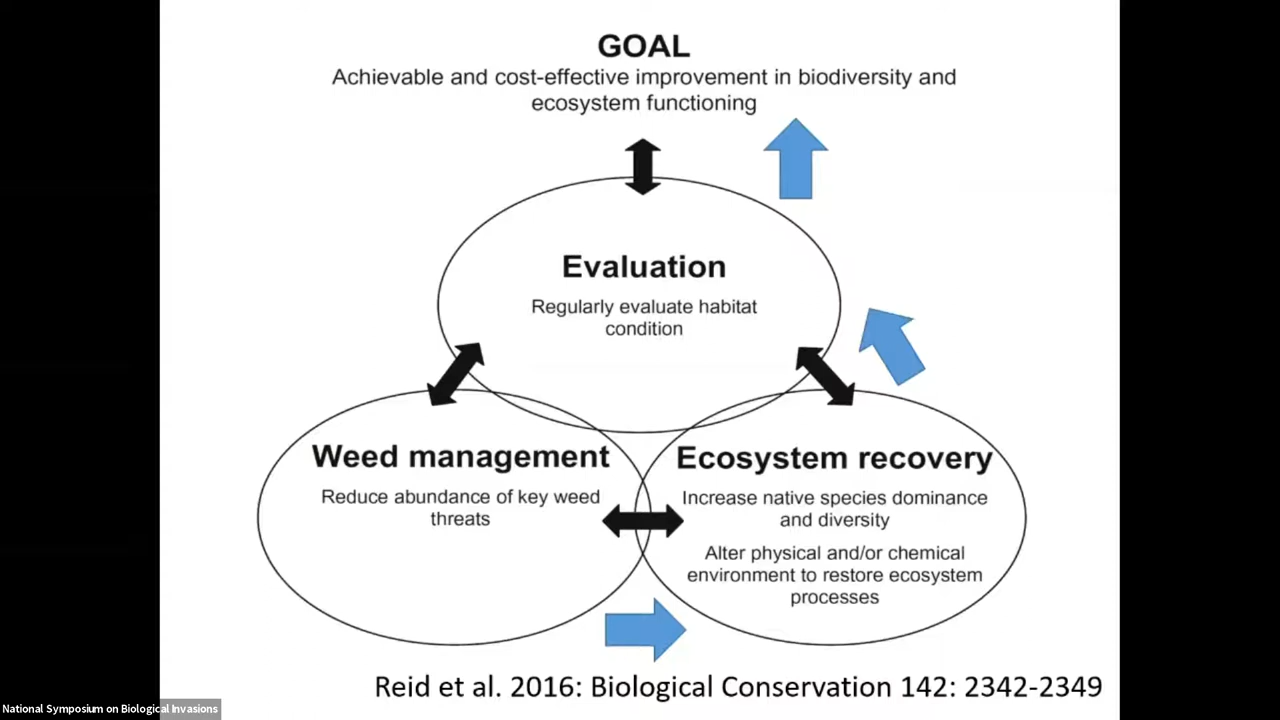 GOAL
Achievable and cost-effective improvement in biodiversity and
ecosystem functioning
Evaluation
Regularly evaluate habitat
condition
Weed management
Reduce abundance of key weed
threats
Ecosystem recovery
Increase native species dominance
and diversity
Alter physical and/or chemical
environment to restore ecosystem
processes
Reid et al. 2016: Biological Conservation 142: 2342-2349
National Symposium on Biological Invasions